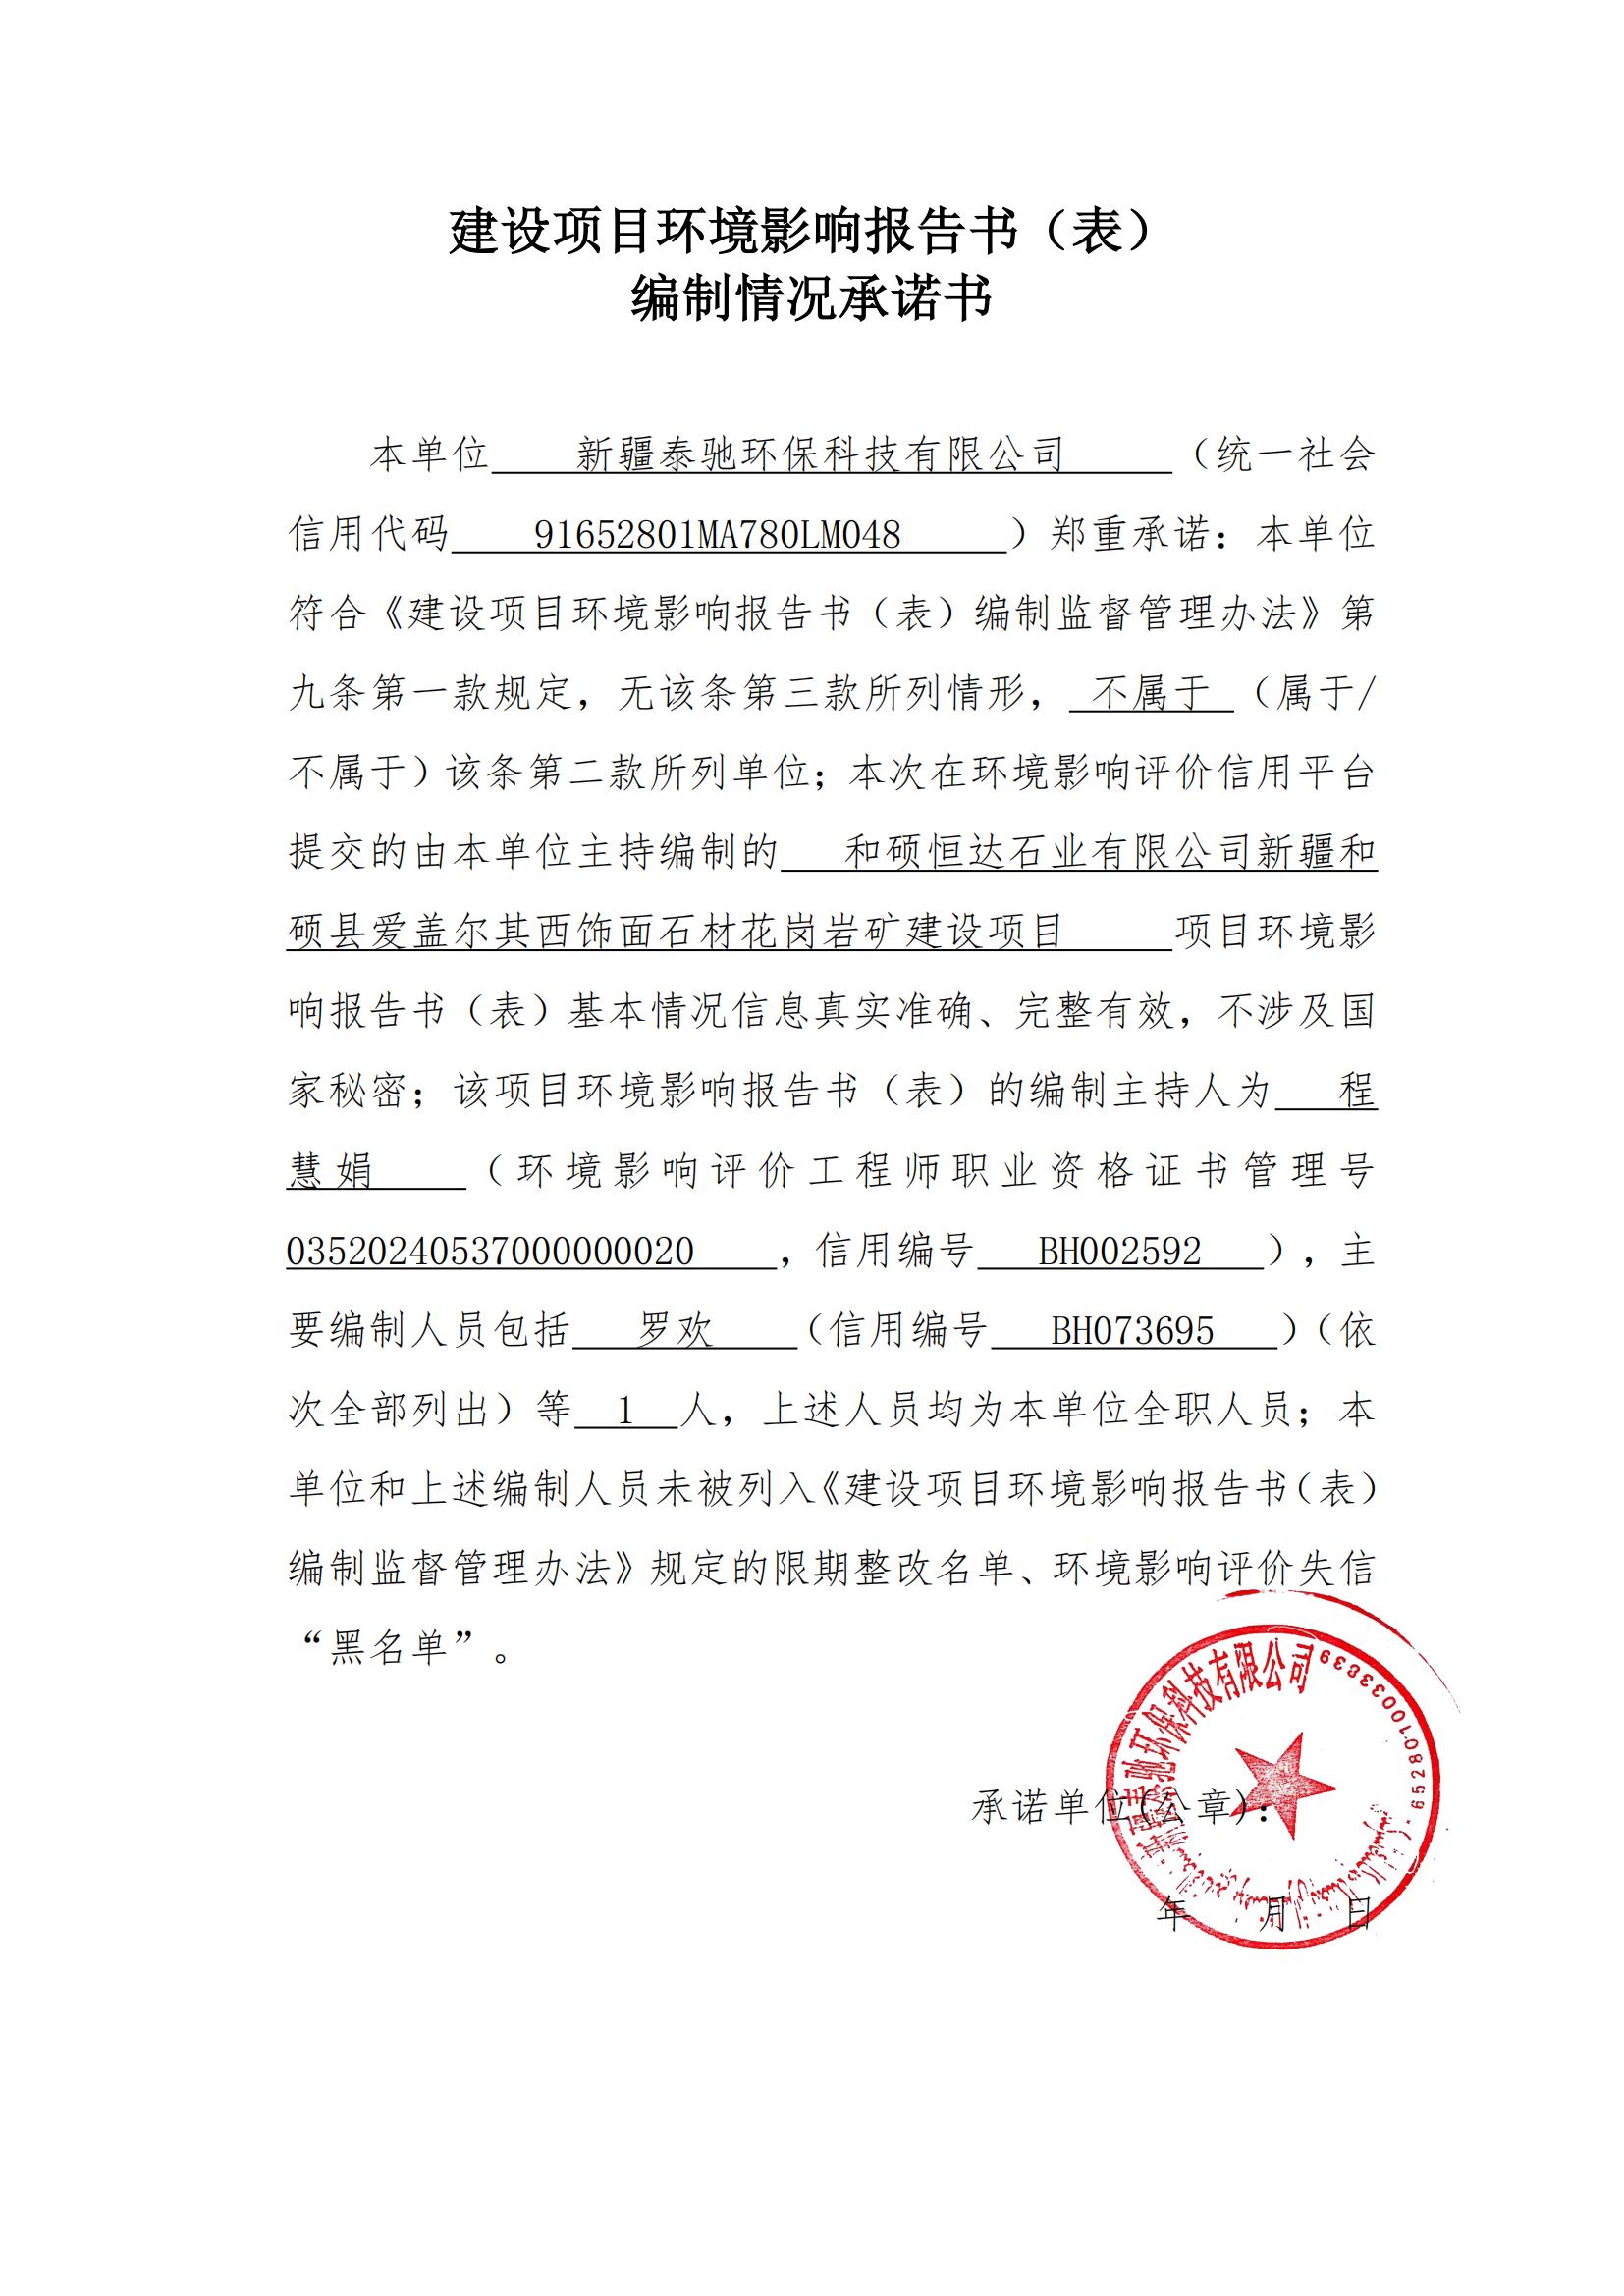 建设项目环境影响报告书（表）
编制情况承诺书
本单位 新疆泰驰环保科技有限公司 （统一社会
信用代码 91652801MA780LM048 ）郑重承诺：本单位
符合《建设项目环境影响报告书（表）编制监督管理办法》第
九条第一款规定，无该条第三款所列情形， 不属于 （属于/
不属于）该条第二款所列单位；本次在环境影响评价信用平台
提交的由本单位主持编制的 和硕恒达石业有限公司新疆和
硕县爱盖尔其西饰面石材花岗岩矿建设项目 项目环境影
响报告书（表）基本情况信息真实准确、完整有效，不涉及国
家秘密；该项目环境影响报告书（表）的编制主持人为 程
慧娟 （环境影响评价工程师职业资格证书管理号
03520240537000000020 ，信用编号 BH002592 ），主
要编制人员包括 罗欢 （信用编号 BH073695 ）（依
次全部列出）等 1 人，上述人员均为本单位全职人员；本
单位和上述编制人员未被列入《建设项目环境影响报告书（表）
编制监督管理办法》规定的限期整改名单、环境影响评价失信
“黑名单”。
新疆泰驰环保科技有限公司
6528010033839
承诺单位(公章)：
年 月 日